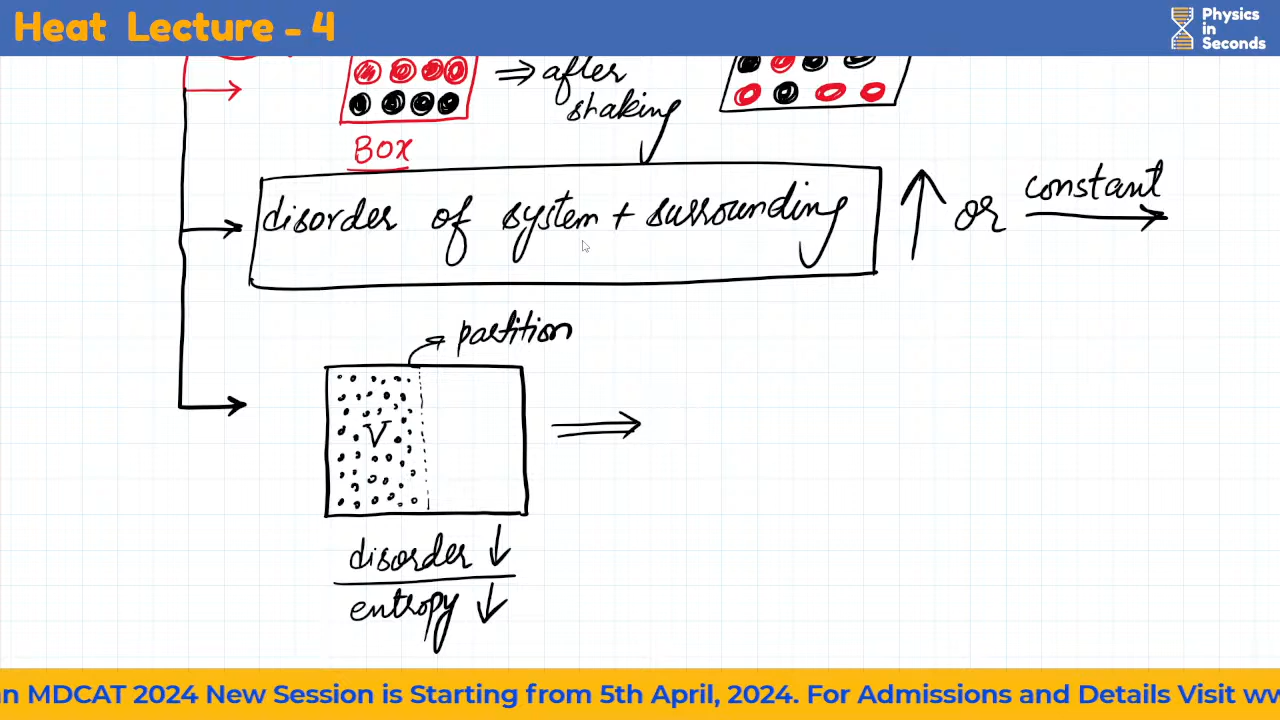 Heat Lecture - 4
Physics
in
Seconds
⇒ after
shaking
BOX
disorder of system + surrounding ↑ or constant
partition
V
disorder ↓
entropy ↓
an MDCAT 2024 New Session is Starting from 5th April, 2024. For Admissions and Details Visit ww